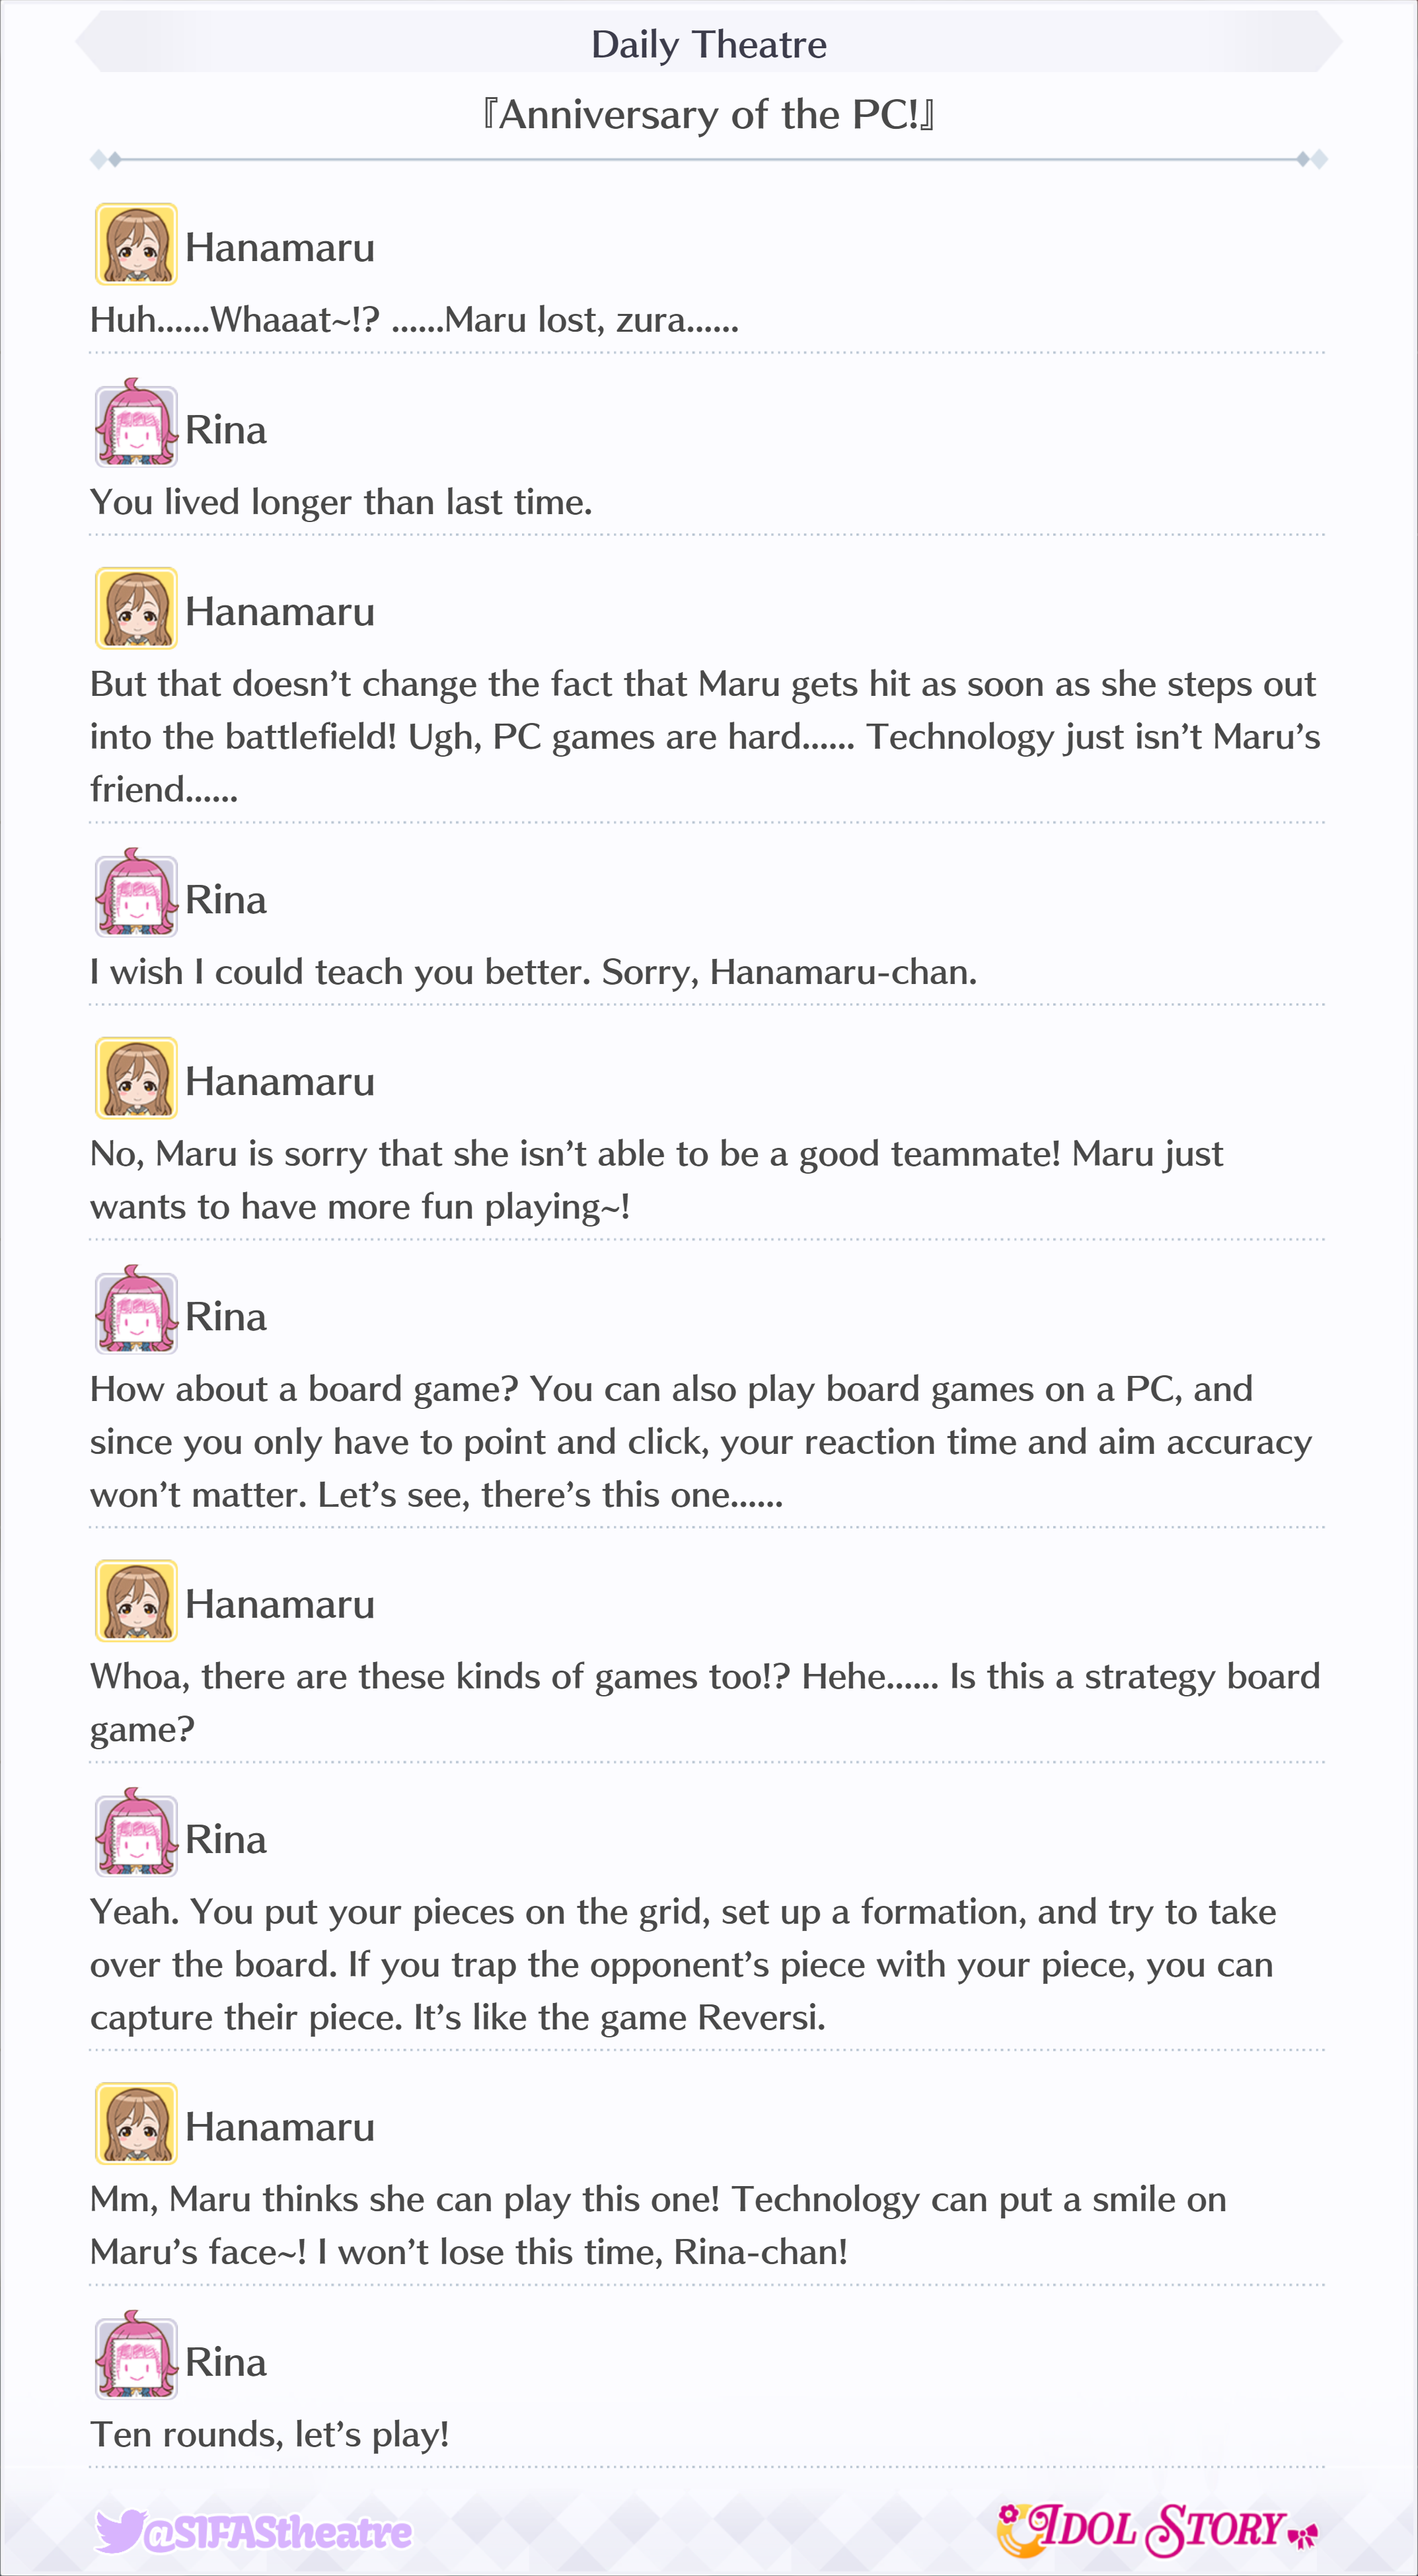 Daily Theatre
『Anniversary of the PC!』
Hanamaru
Huh......Whaaat~!? ......Maru lost, zura......
Rina
You lived longer than last time.
Hanamaru
But that doesn’t change the fact that Maru gets hit as soon as she steps out
into the battlefield! Ugh, PC games are hard...... Technology just isn’t Maru’s
friend......
Rina
I wish I could teach you better. Sorry, Hanamaru-chan.
Hanamaru
No, Maru is sorry that she isn’t able to be a good teammate! Maru just
wants to have more fun playing~!
Rina
How about a board game? You can also play board games on a PC, and
since you only have to point and click, your reaction time and aim accuracy
won’t matter. Let’s see, there’s this one......
Hanamaru
Whoa, there are these kinds of games too!? Hehe...... Is this a strategy board
game?
Rina
Yeah. You put your pieces on the grid, set up a formation, and try to take
over the board. If you trap the opponent’s piece with your piece, you can
capture their piece. It’s like the game Reversi.
Hanamaru
Mm, Maru thinks she can play this one! Technology can put a smile on
Maru’s face~! I won’t lose this time, Rina-chan!
Rina
Ten rounds, let’s play!
@SIFAStheatre
IDOL STORY